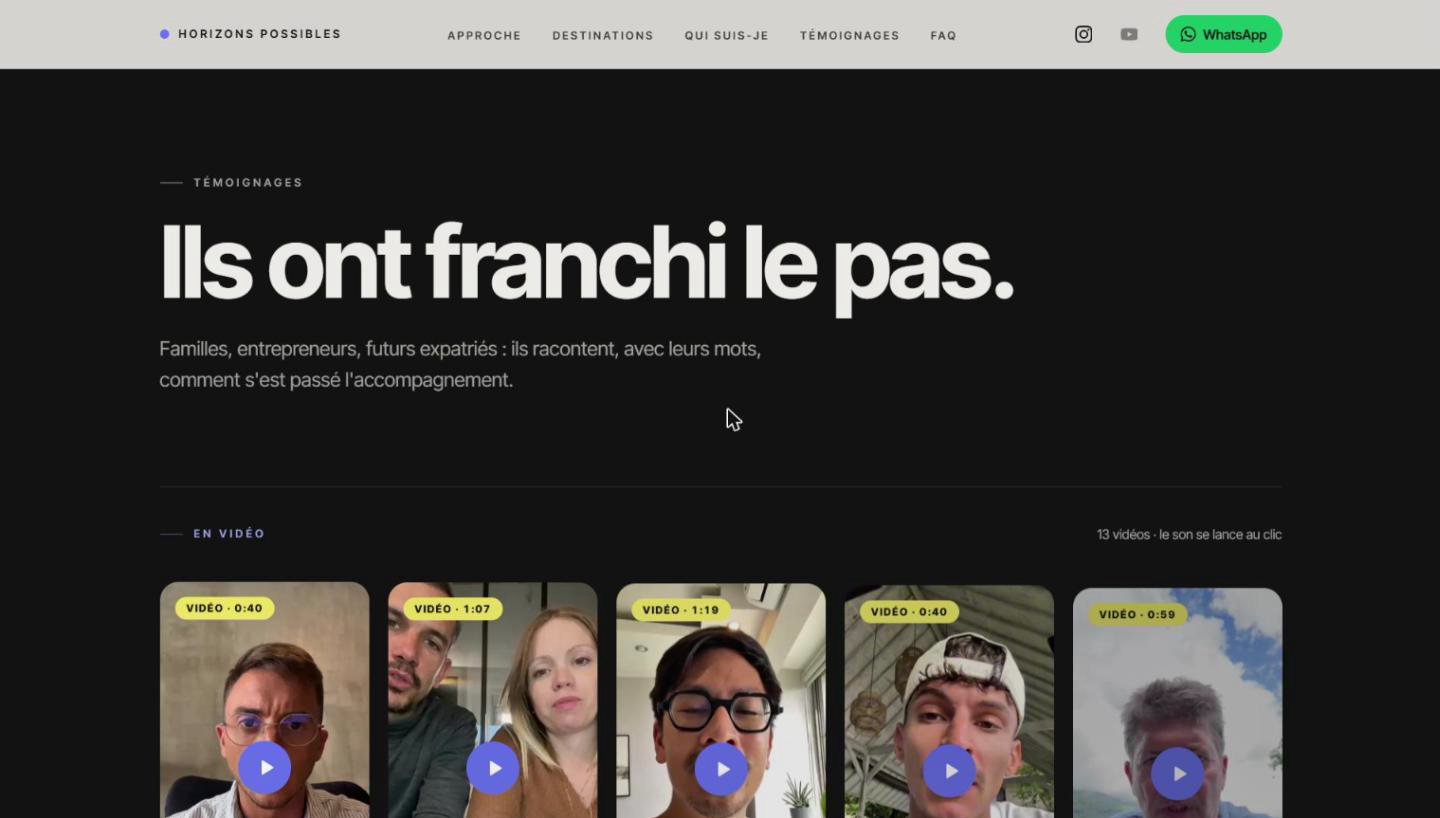 HORIZONS POSSIBLES
APPROCHE DESTINATIONS QUI SUIS-JE TÉMOIGNAGES FAQ
WhatsApp
TÉMOIGNAGES
Ils ont franchi le pas.
Familles, entrepreneurs, futurs expatriés : ils racontent, avec leurs mots,
comment s'est passé l'accompagnement.
EN VIDÉO
13 vidéos · le son se lance au clic
VIDÉO · 0:40
VIDÉO · 1:07
VIDÉO · 1:19
VIDÉO · 0:40
VIDÉO · 0:59